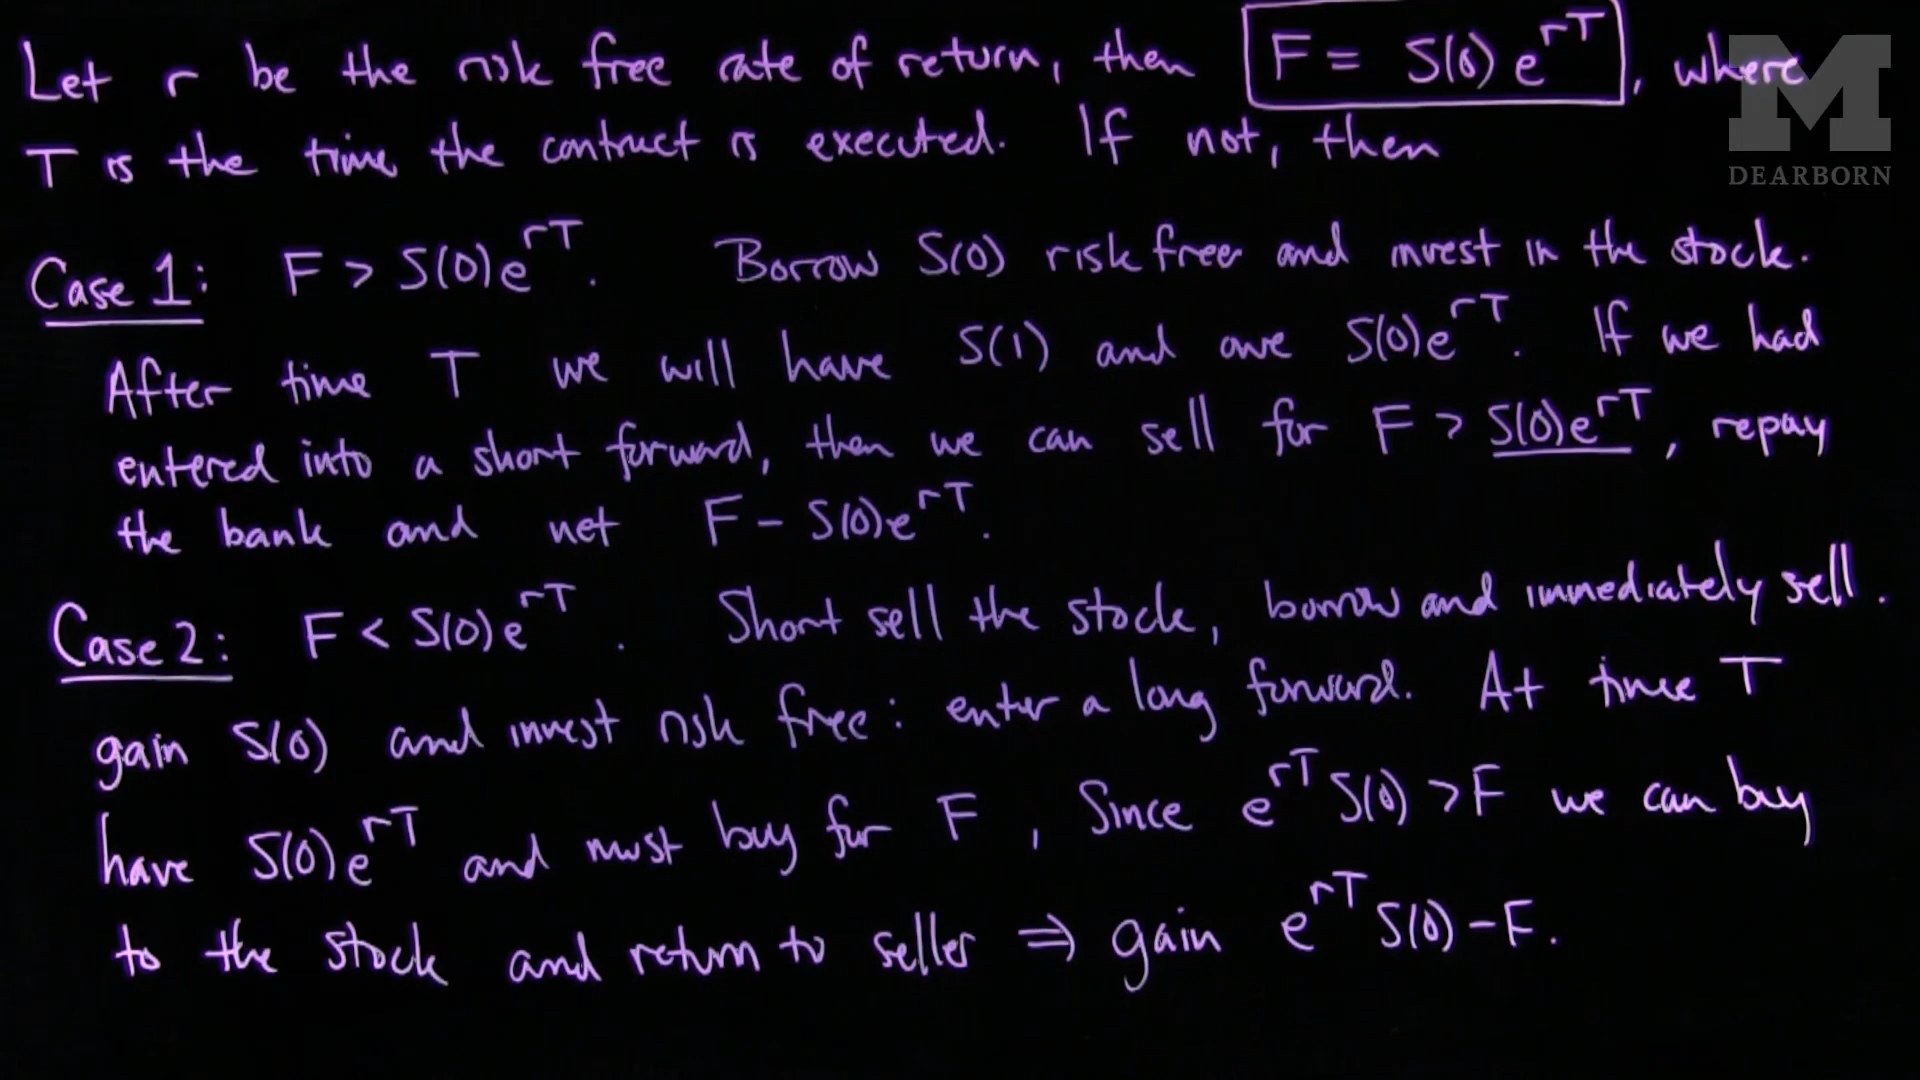 Let r be the risk free rate of return, then F = S(0) e^{rT}, where
T is the time the contract is executed. If not, then
M
DEARBORN
Case 1: F > S(0)e^{rT}. Borrow S(0) risk free and invest in the stock.
After time T we will have S(1) and owe S(0)e^{rT}. If we had
entered into a short forward, then we can sell for F > S(0)e^{rT}, repay
the bank and net F - S(0)e^{rT}.
Case 2: F < S(0)e^{rT}. Short sell the stock, borrow and immediately sell.
gain S(0) and invest risk free: enter a long forward. At time T
have S(0)e^{rT} and must buy for F, Since e^{rT} S(0) > F we can buy
to the stock and return to seller ⇒ gain e^{rT} S(0) - F.